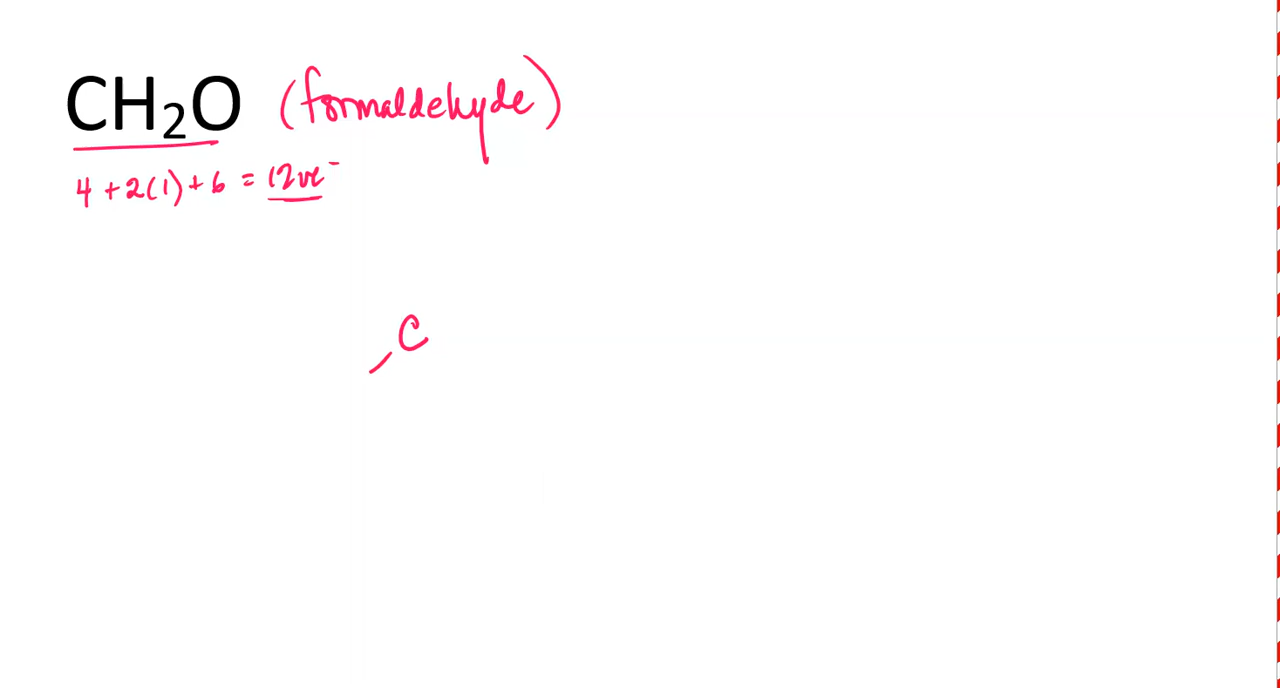 CH₂O (formaldehyde)
4 + 2(1) + 6 = 12ve⁻
C